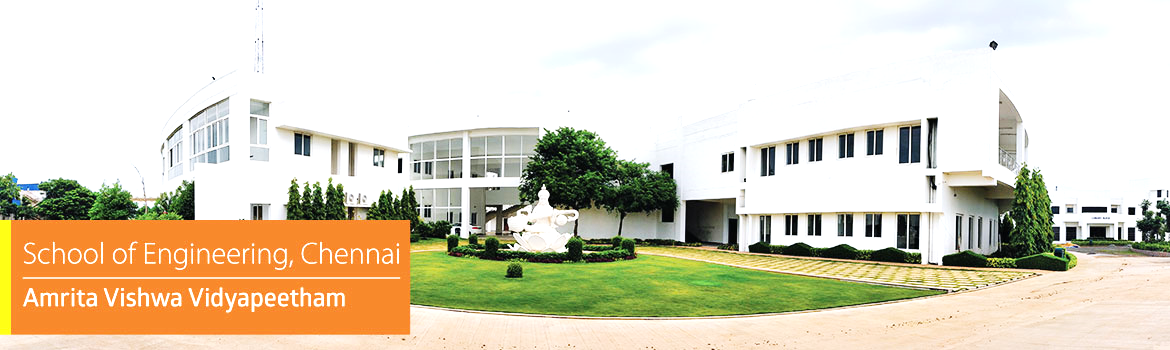 School of Engineering, Chennai
Amrita Vishwa Vidyapeetham